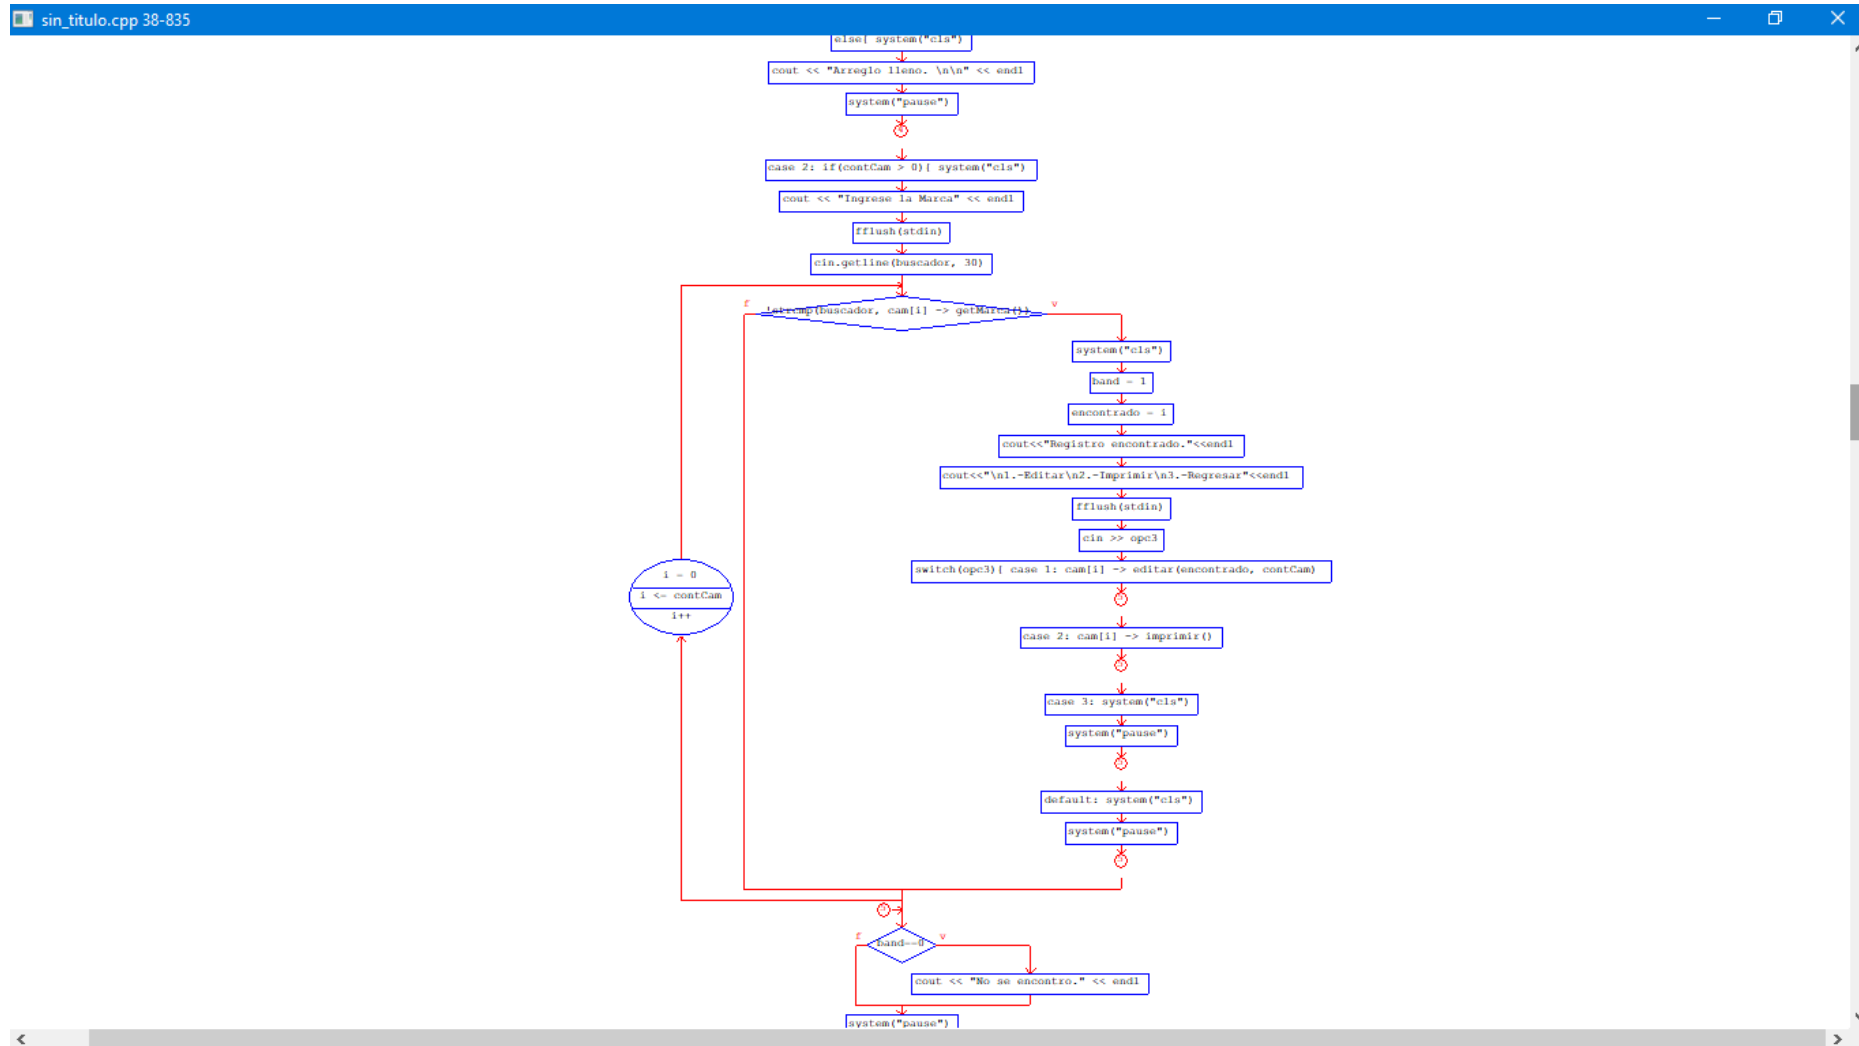 sin_titulo.cpp 38-835
else{ system("cls")
cout << "Arreglo lleno. \n\n" << endl
system("pause")
case 2: if(contCam > 0){ system("cls")
cout << "Ingrese la Marca" << endl
fflush(stdin)
cin.getline(buscador, 30)
f
v
!strcmp(buscador, cam[i] -> getMarca())
system("cls")
band = 1
encontrado = i
cout<<"Registro encontrado."<<endl
cout<<"\n1.-Editar\n2.-Imprimir\n3.-Regresar"<<endl
fflush(stdin)
cin >> opc3
switch(opc3){ case 1: cam[i] -> editar(encontrado, contCam)
i = 0
i <= contCam
i++
case 2: cam[i] -> imprimir()
case 3: system("cls")
system("pause")
default: system("cls")
system("pause")
f
v
band==0
cout << "No se encontro." << endl
system("pause")